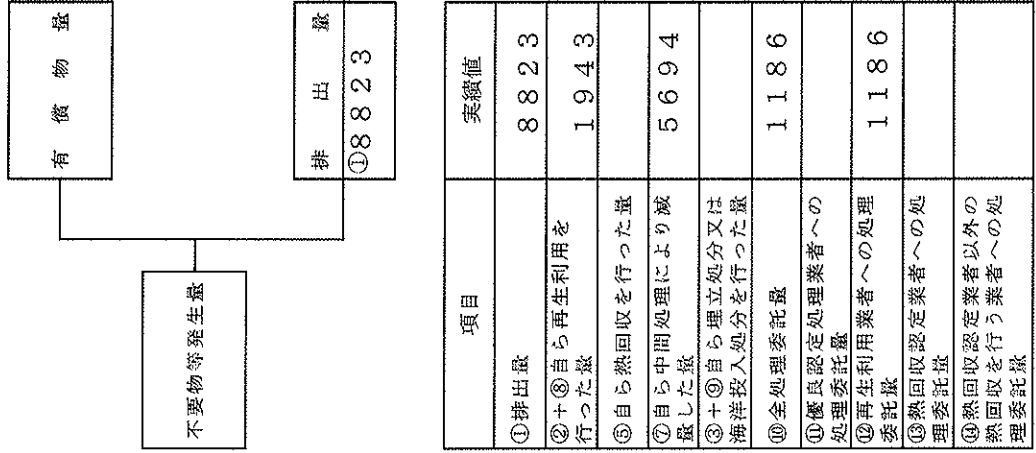 有償物量
不要物等発生量
排出量
①8823
項目 実績値
①排出量 8823
②+⑧自ら再生利用を
行った量 1943
⑤自ら熱回収を行った量
⑦自ら中間処理により減
量した量 5694
③+⑨自ら埋立処分又は
海洋投入処分を行った量
⑩全処理委託量 1186
⑪優良認定処理業者への
処理委託量
⑫再生利用業者への処理
委託量 1186
⑬熱回収認定業者への処
理委託量
⑭熱回収認定業者以外の
熱回収を行う業者への処
理委託量